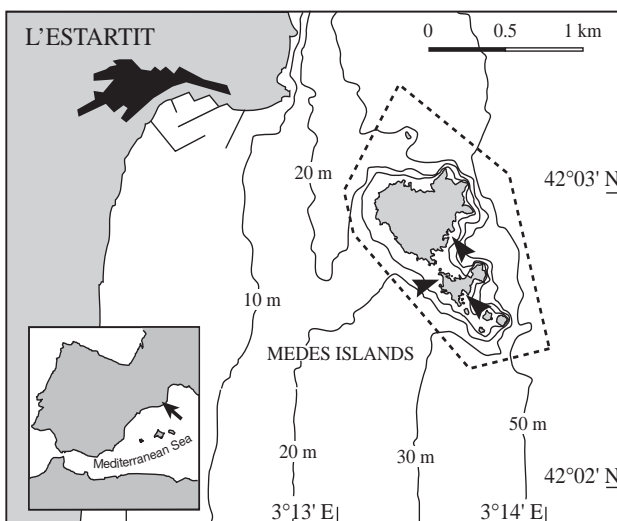 L'ESTARTIT
0 0.5 1 km
42°03' N
20 m
10 m
MEDES ISLANDS
50 m
20 m
30 m
Mediterranean Sea
42°02' N
3°13' E
3°14' E